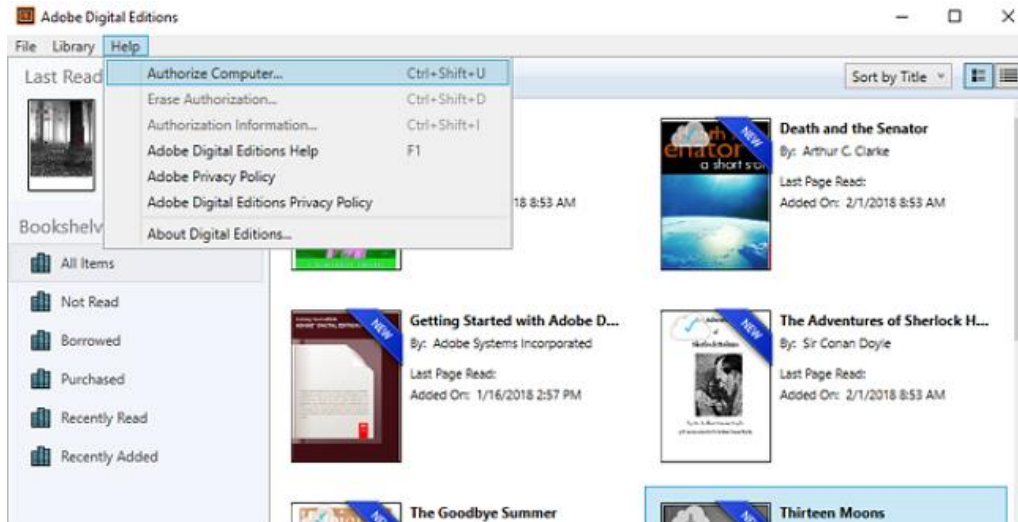 Adobe Digital Editions
File Library Help
Last Read
Authorize Computer... Ctrl+Shift+U
Erase Authorization... Ctrl+Shift+D
Authorization Information... Ctrl+Shift+I
Adobe Digital Editions Help F1
Adobe Privacy Policy
Adobe Digital Editions Privacy Policy
About Digital Editions...
Sort by Title
18 8:53 AM
NEW
enator
a short sto
Death and the Senator
By: Arthur C. Clarke
Last Page Read:
Added On: 2/1/2018 8:53 AM
Bookshelv
All Items
Not Read
Borrowed
Purchased
Recently Read
Recently Added
NEW
Getting Started with Adobe D...
By: Adobe Systems Incorporated
Last Page Read:
Added On: 1/16/2018 2:57 PM
NEW
Sherlock Holmes
The Adventures of Sherlock H...
By: Sir Conan Doyle
Last Page Read:
Added On: 2/1/2018 8:53 AM
The Goodbye Summer
Thirteen Moons